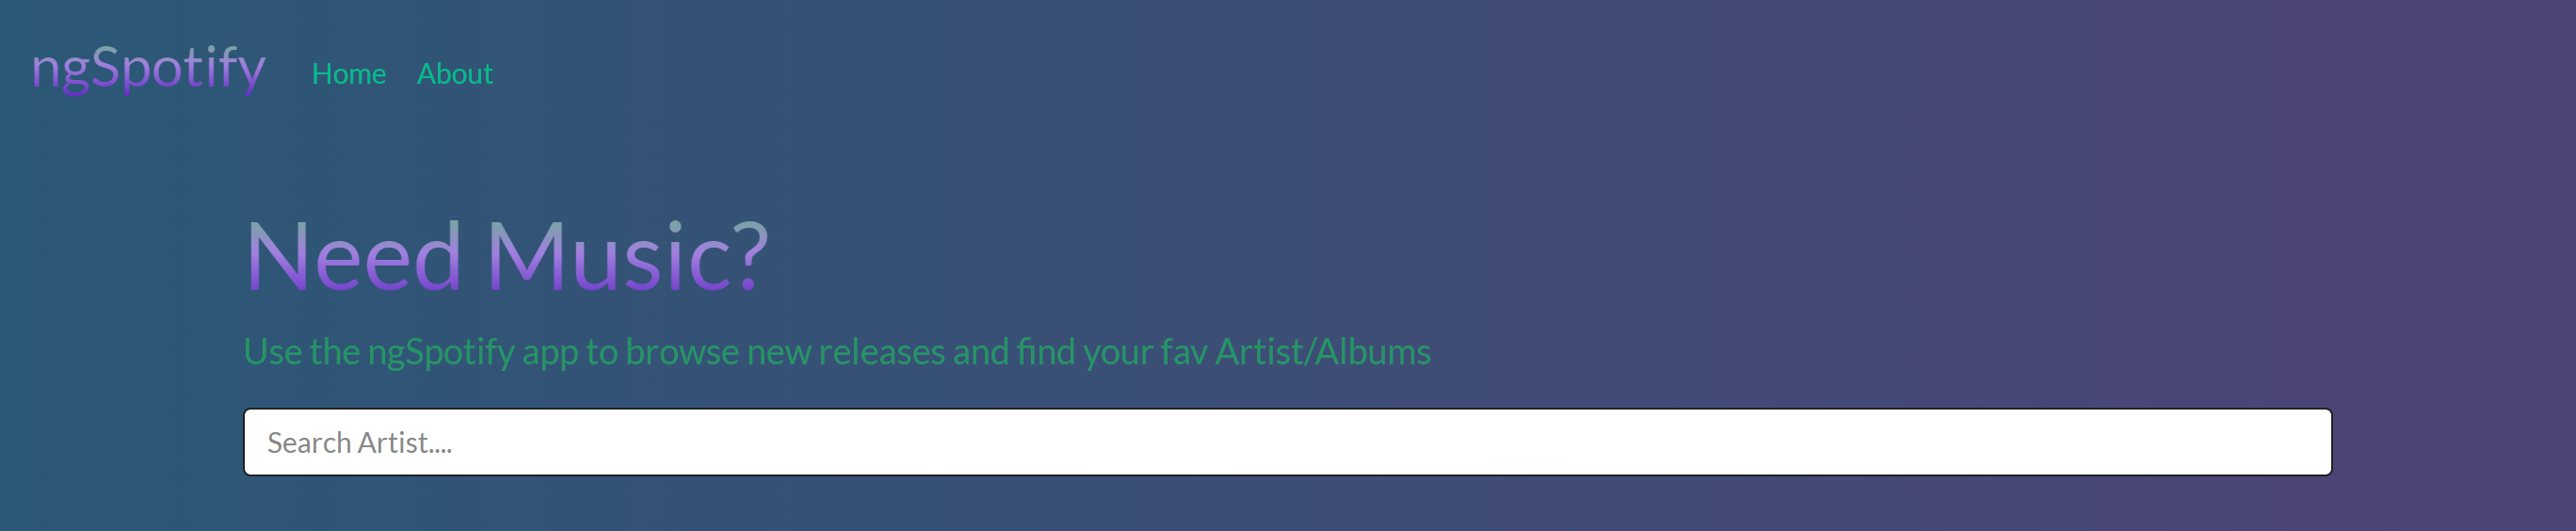 ngSpotify Home About
Need Music?
Use the ngSpotify app to browse new releases and find your fav Artist/Albums
Search Artist....